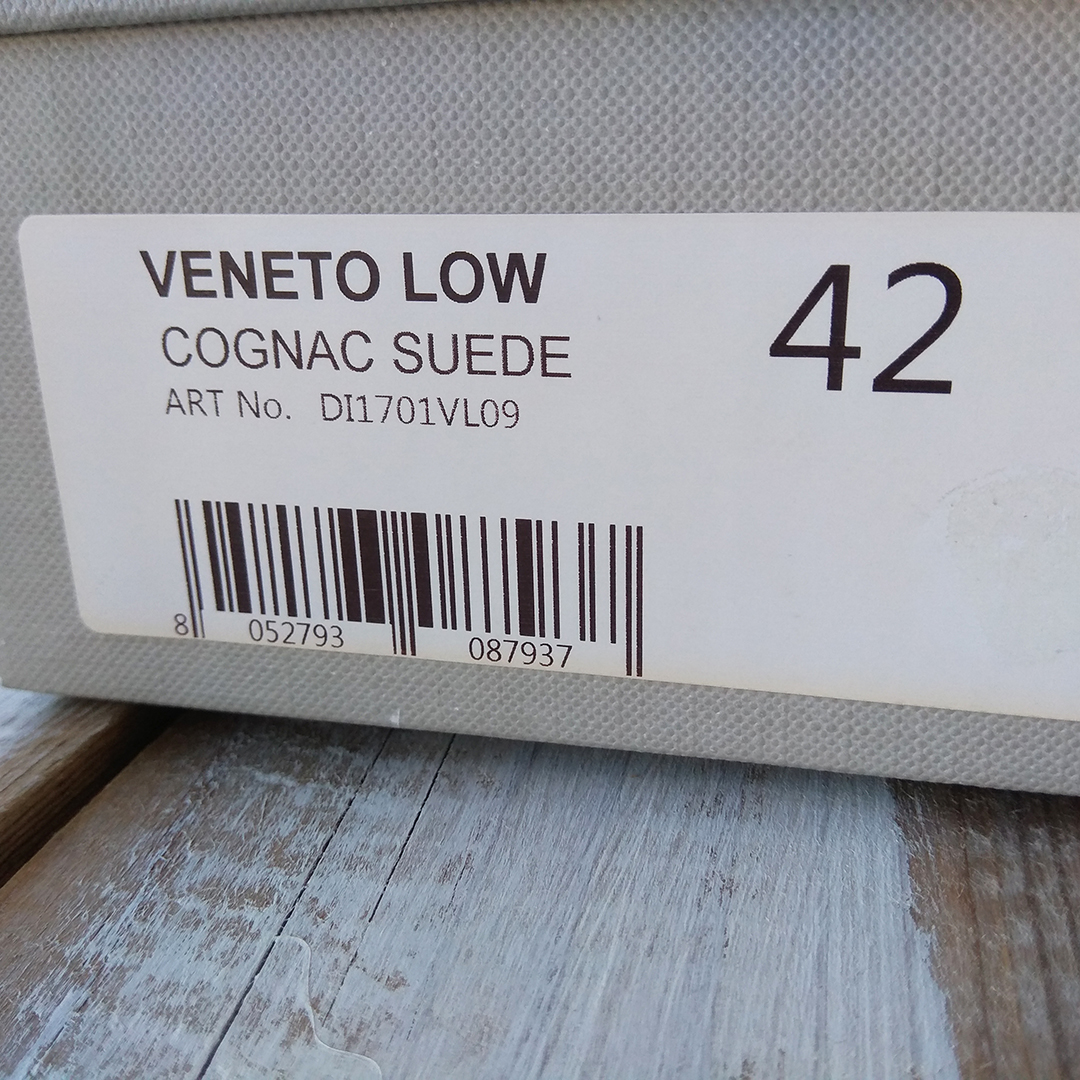 VENETO LOW
42
COGNAC SUEDE
ART No. DI1701VL09
8 052793 087937